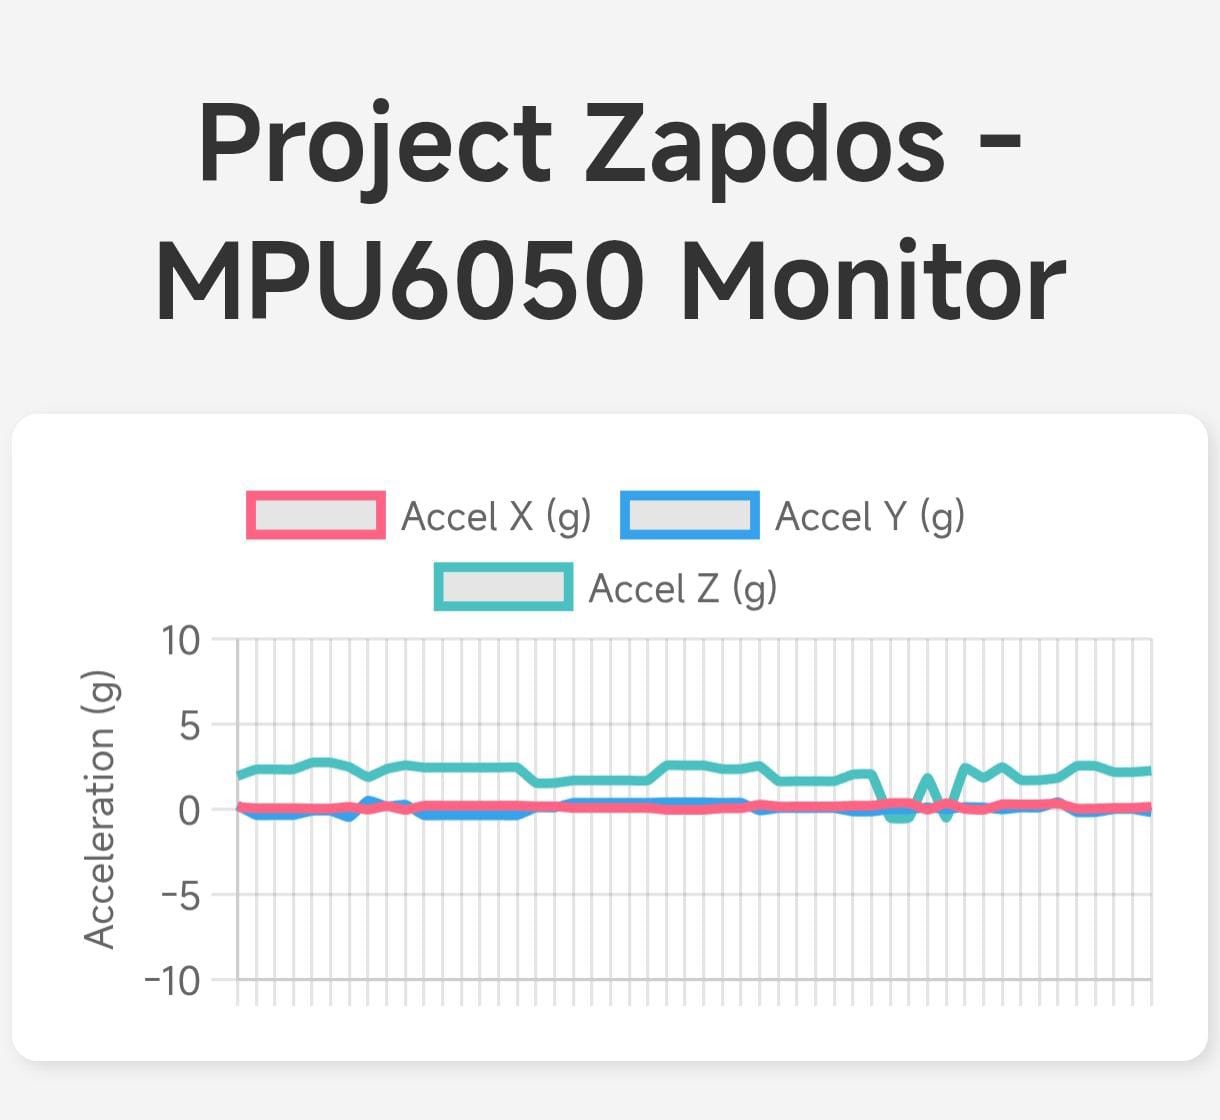 Project Zapdos -
MPU6050 Monitor
Accel X (g)
Accel Y (g)
Accel Z (g)
Acceleration (g)
10
5
0
-5
-10